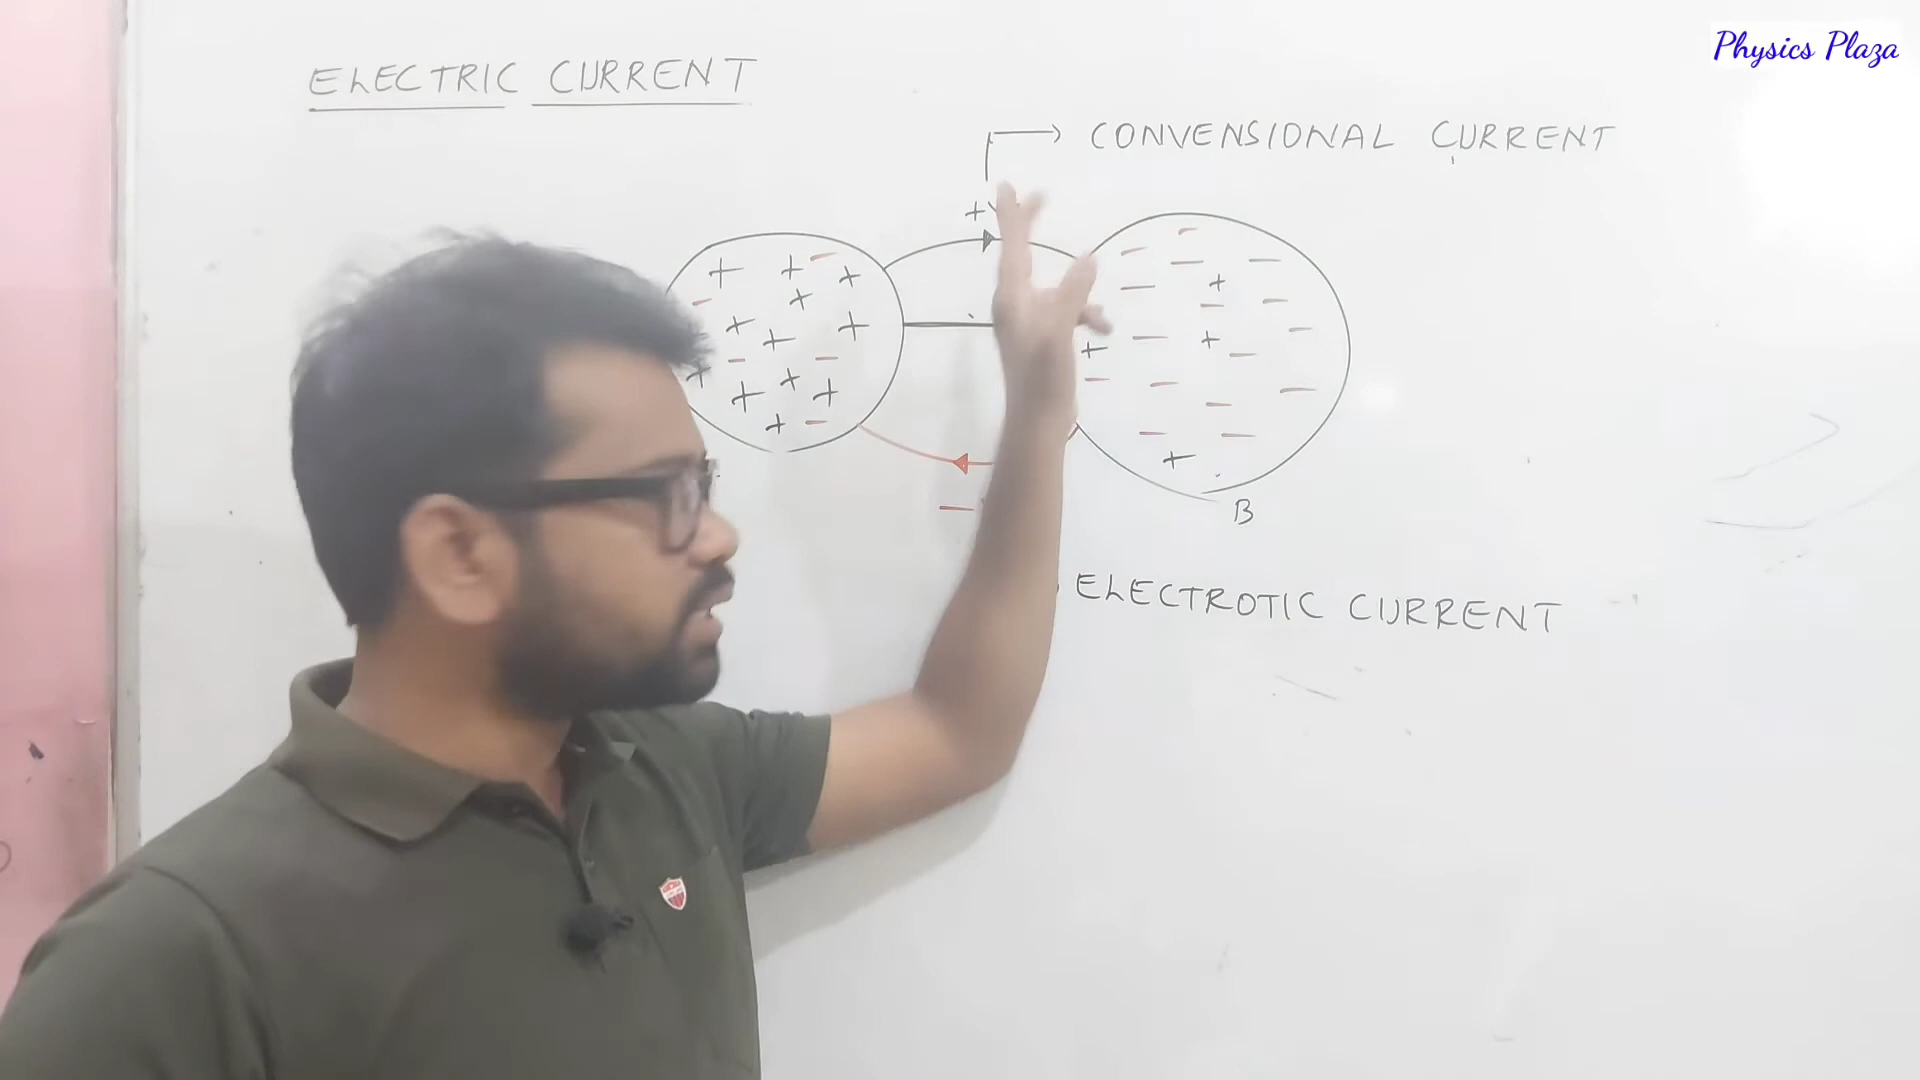 Physics Plaza
ELECTRIC CURRENT
CONVENSIONAL CURRENT
B
ELECTROTIC CURRENT